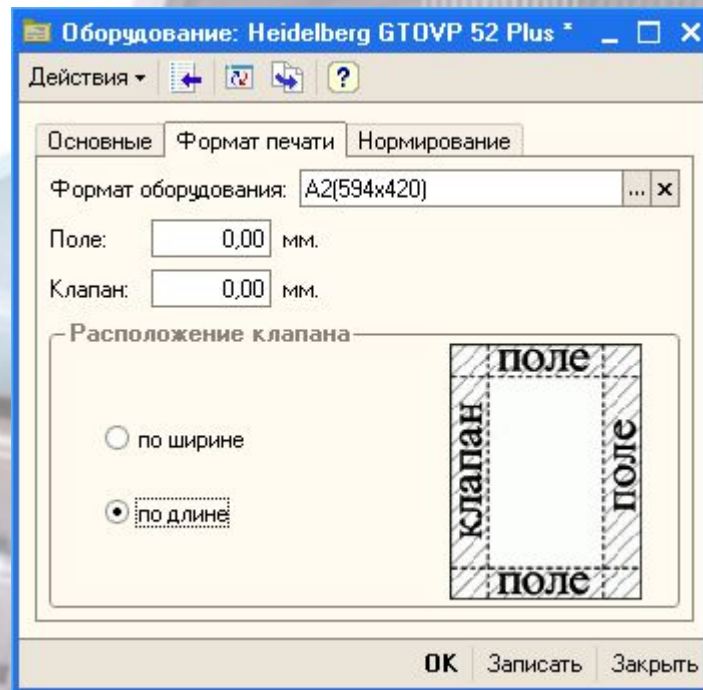 Оборудование: Heidelberg GTOVP 52 Plus *
Действия
?
Основные Формат печати Нормирование
Формат оборудования: A2(594x420) ... x
Поле: 0,00 мм.
Клапан: 0,00 мм.
Расположение клапана
поле
по ширине
клапан
поле
по длине
поле
OK Записать Закрыть